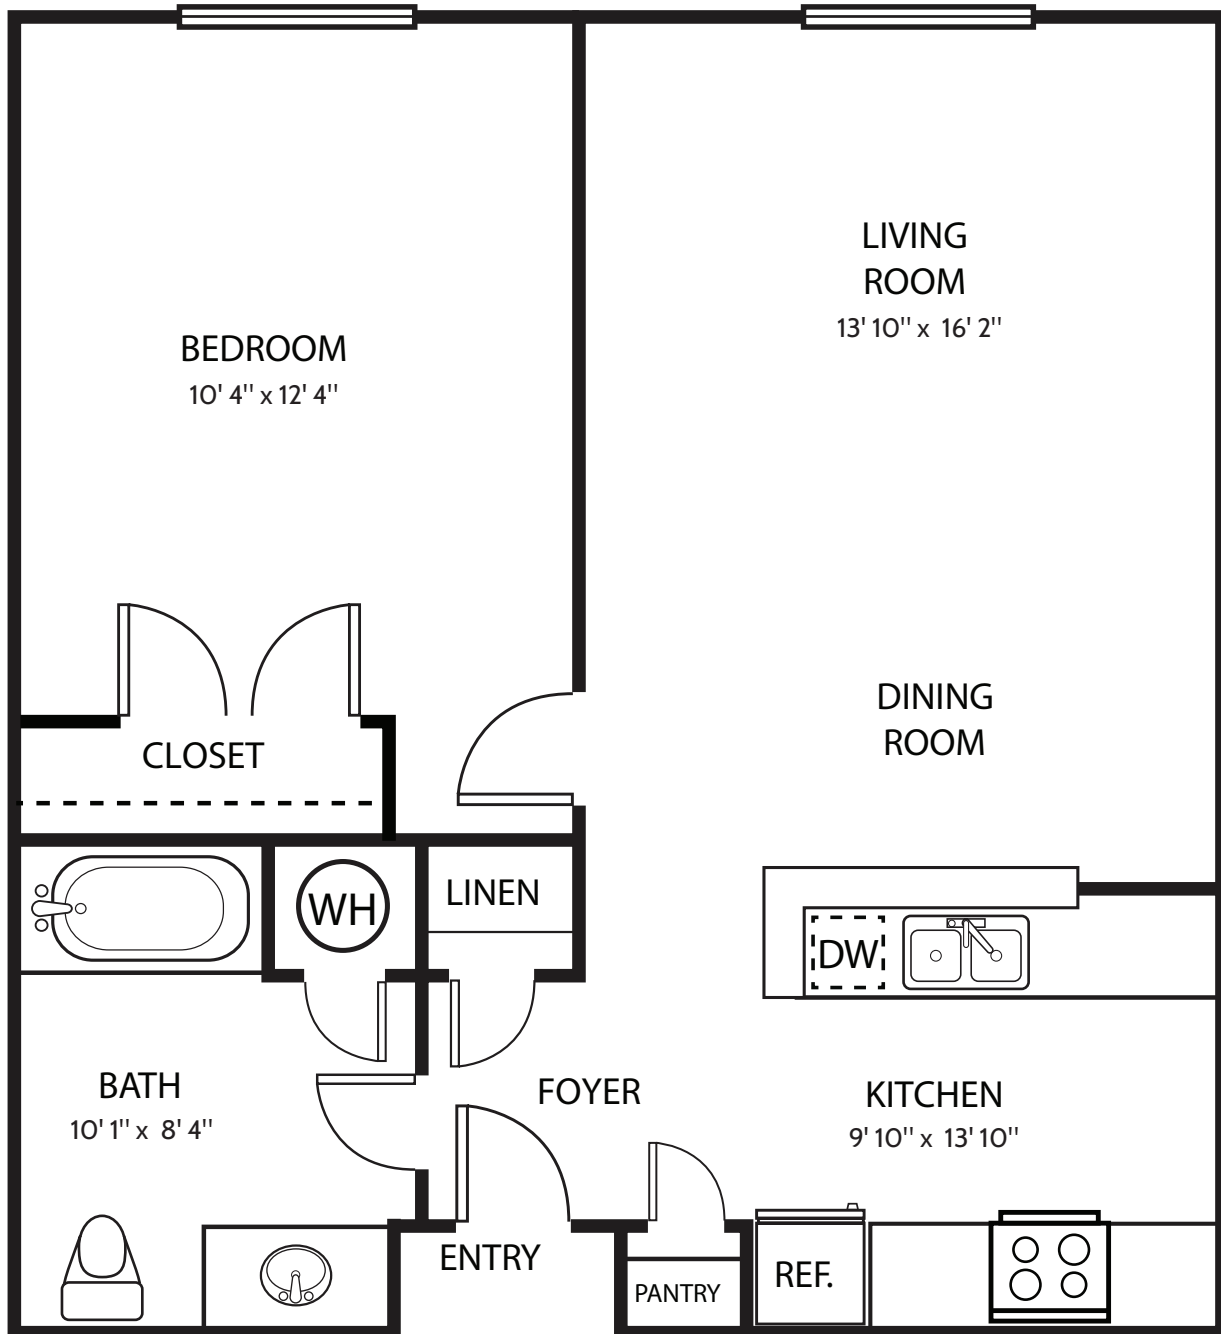 LIVING
ROOM
13' 10'' x 16' 2''
BEDROOM
10' 4'' x 12' 4''
DINING
ROOM
CLOSET
WH
LINEN
DW
BATH
10' 1'' x 8' 4''
FOYER
KITCHEN
9' 10'' x 13' 10''
ENTRY
PANTRY
REF.